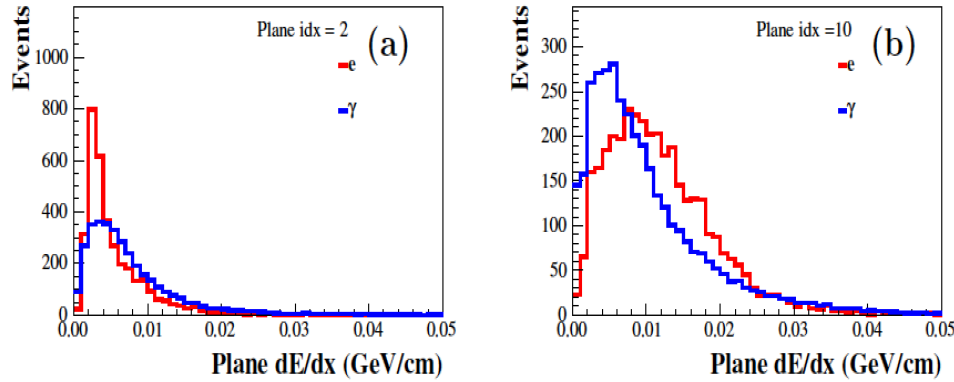 Plane idx = 2
(a)
e
γ
Events
1000
800
600
400
200
0
0.00 0.01 0.02 0.03 0.04 0.05
Plane dE/dx (GeV/cm)
Plane idx =10
(b)
e
γ
Events
300
250
200
150
100
50
0
0.00 0.01 0.02 0.03 0.04 0.05
Plane dE/dx (GeV/cm)